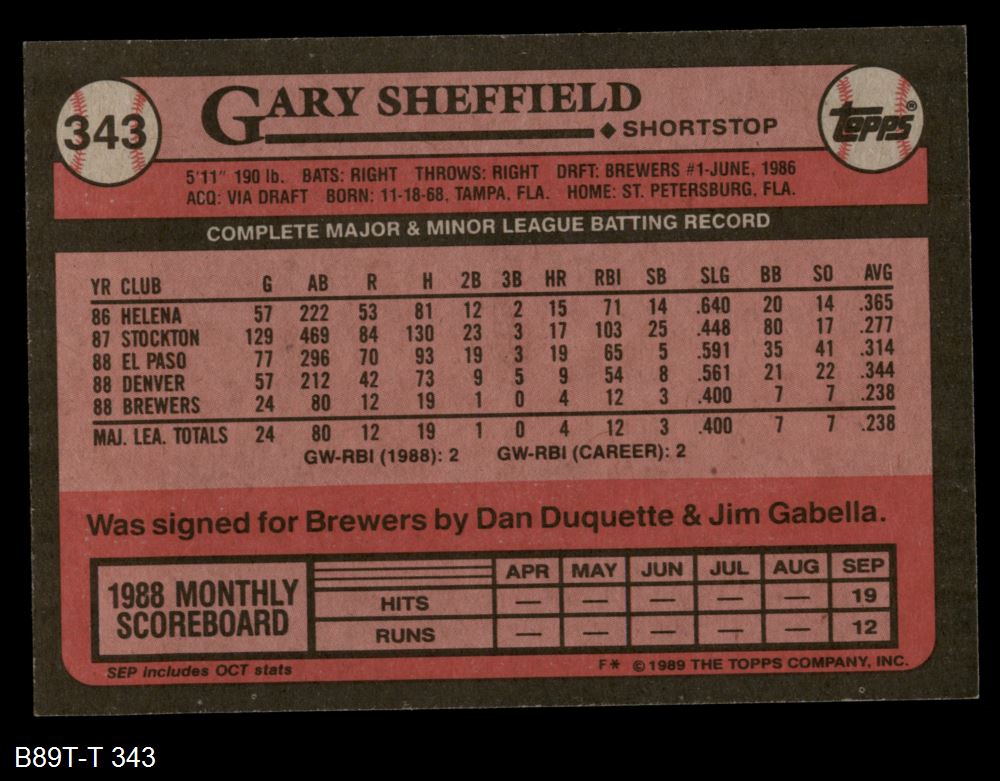 343
GARY SHEFFIELD
◆ SHORTSTOP
Topps®
5'11" 190 lb. BATS: RIGHT THROWS: RIGHT DRFT: BREWERS #1-JUNE, 1986
ACQ: VIA DRAFT BORN: 11-18-68, TAMPA, FLA. HOME: ST. PETERSBURG, FLA.
COMPLETE MAJOR & MINOR LEAGUE BATTING RECORD
YR CLUB G AB R H 2B 3B HR RBI SB SLG BB SO AVG
86 HELENA 57 222 53 81 12 2 15 71 14 .640 20 14 .365
87 STOCKTON 129 469 84 130 23 3 17 103 25 .448 80 17 .277
88 EL PASO 77 296 70 93 19 3 19 65 5 .591 35 41 .314
88 DENVER 57 212 42 73 9 5 9 54 8 .561 21 22 .344
88 BREWERS 24 80 12 19 1 0 4 12 3 .400 7 7 .238
MAJ. LEA. TOTALS 24 80 12 19 1 0 4 12 3 .400 7 7 .238
GW-RBI (1988): 2 GW-RBI (CAREER): 2
Was signed for Brewers by Dan Duquette & Jim Gabella.
1988 MONTHLY
SCOREBOARD
APR MAY JUN JUL AUG SEP
HITS — — — — — 19
RUNS — — — — — 12
SEP includes OCT stats
F* © 1989 THE TOPPS COMPANY, INC.
B89T-T 343